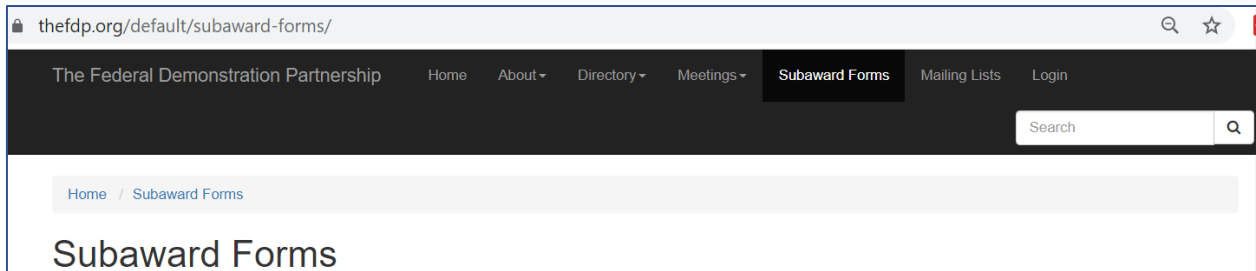 thefdp.org/default/subaward-forms/
The Federal Demonstration Partnership Home About Directory Meetings Subaward Forms Mailing Lists Login
Search
Home / Subaward Forms
Subaward Forms